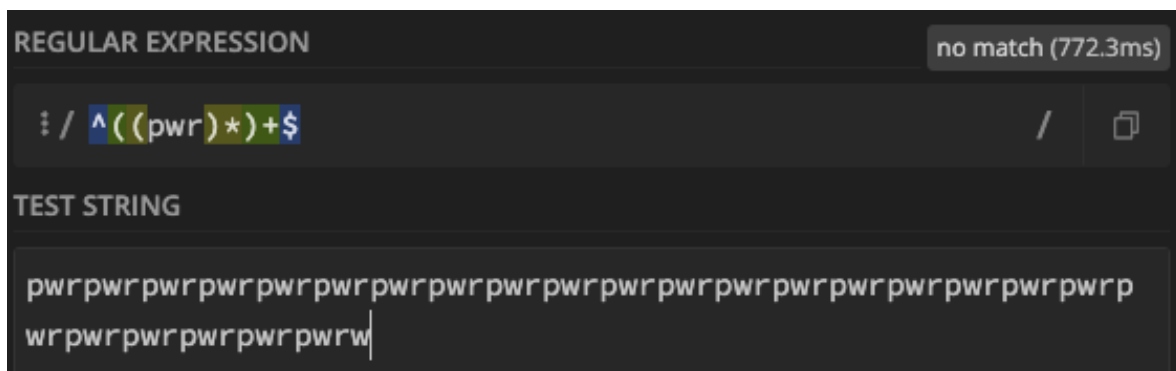 REGULAR EXPRESSION
no match (772.3ms)
/ ^((pwr)*)+$ /
TEST STRING
pwrpwrpwrpwrpwrpwrpwrpwrpwrpwrpwrpwrpwrpwrpwrpwrpwrpwrpwrp
wrpwrpwrpwrpwrpwrw